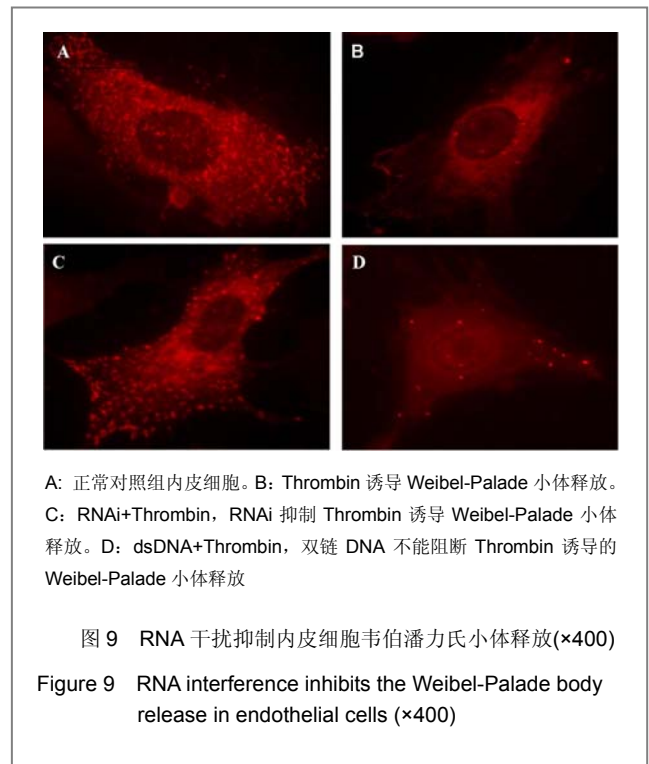 A
B
C
D
A: 正常对照组内皮细胞。B：Thrombin 诱导 Weibel-Palade 小体释放。
C：RNAi+Thrombin，RNAi 抑制 Thrombin 诱导 Weibel-Palade 小体
释放。D：dsDNA+Thrombin，双链 DNA 不能阻断 Thrombin 诱导的
Weibel-Palade 小体释放
图 9 RNA 干扰抑制内皮细胞韦伯潘力氏小体释放(×400)
Figure 9 RNA interference inhibits the Weibel-Palade body
release in endothelial cells (×400)